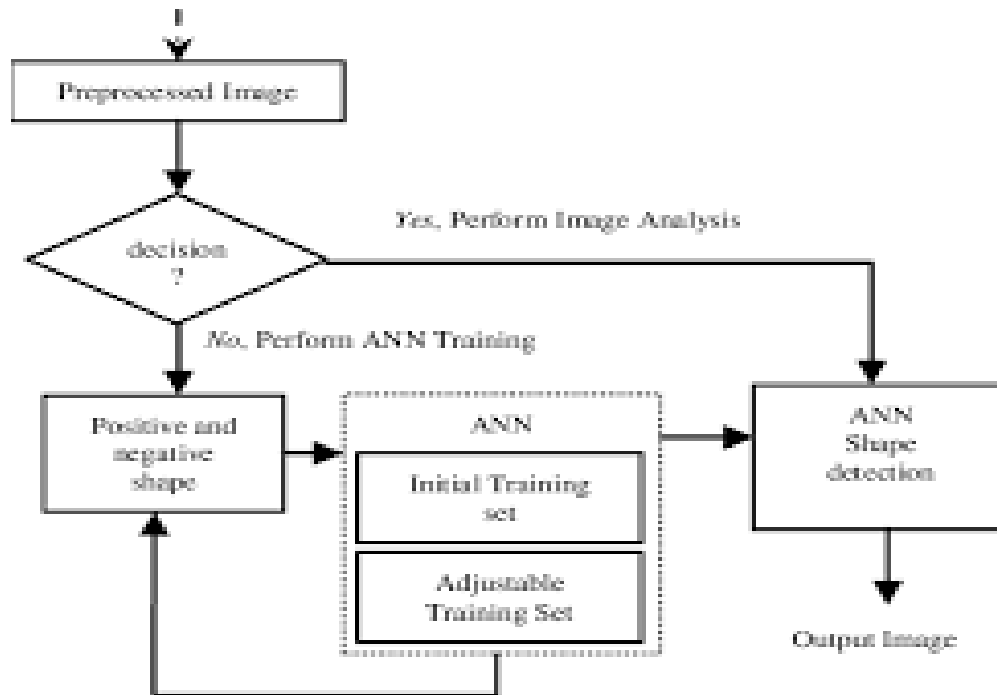 Preprocessed Image
decision
?
Yes, Perform Image Analysis
No, Perform ANN Training
Positive and
negative
shape
ANN
Initial Training
set
Adjustable
Training Set
ANN
Shape
detection
Output Image